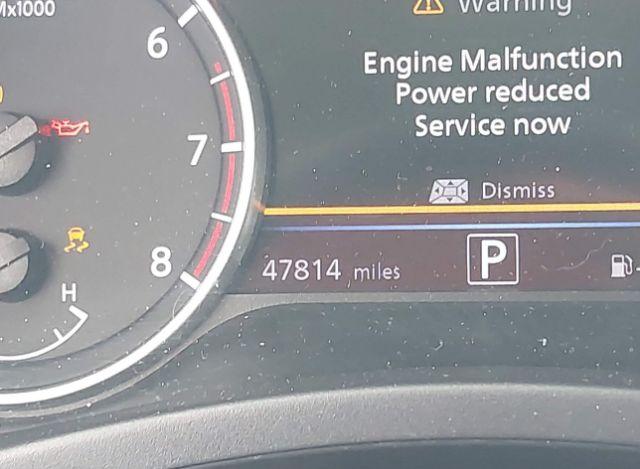 Mx1000
Warning
6
Engine Malfunction
Power reduced
Service now
7
Dismiss
8
47814 miles
P
H